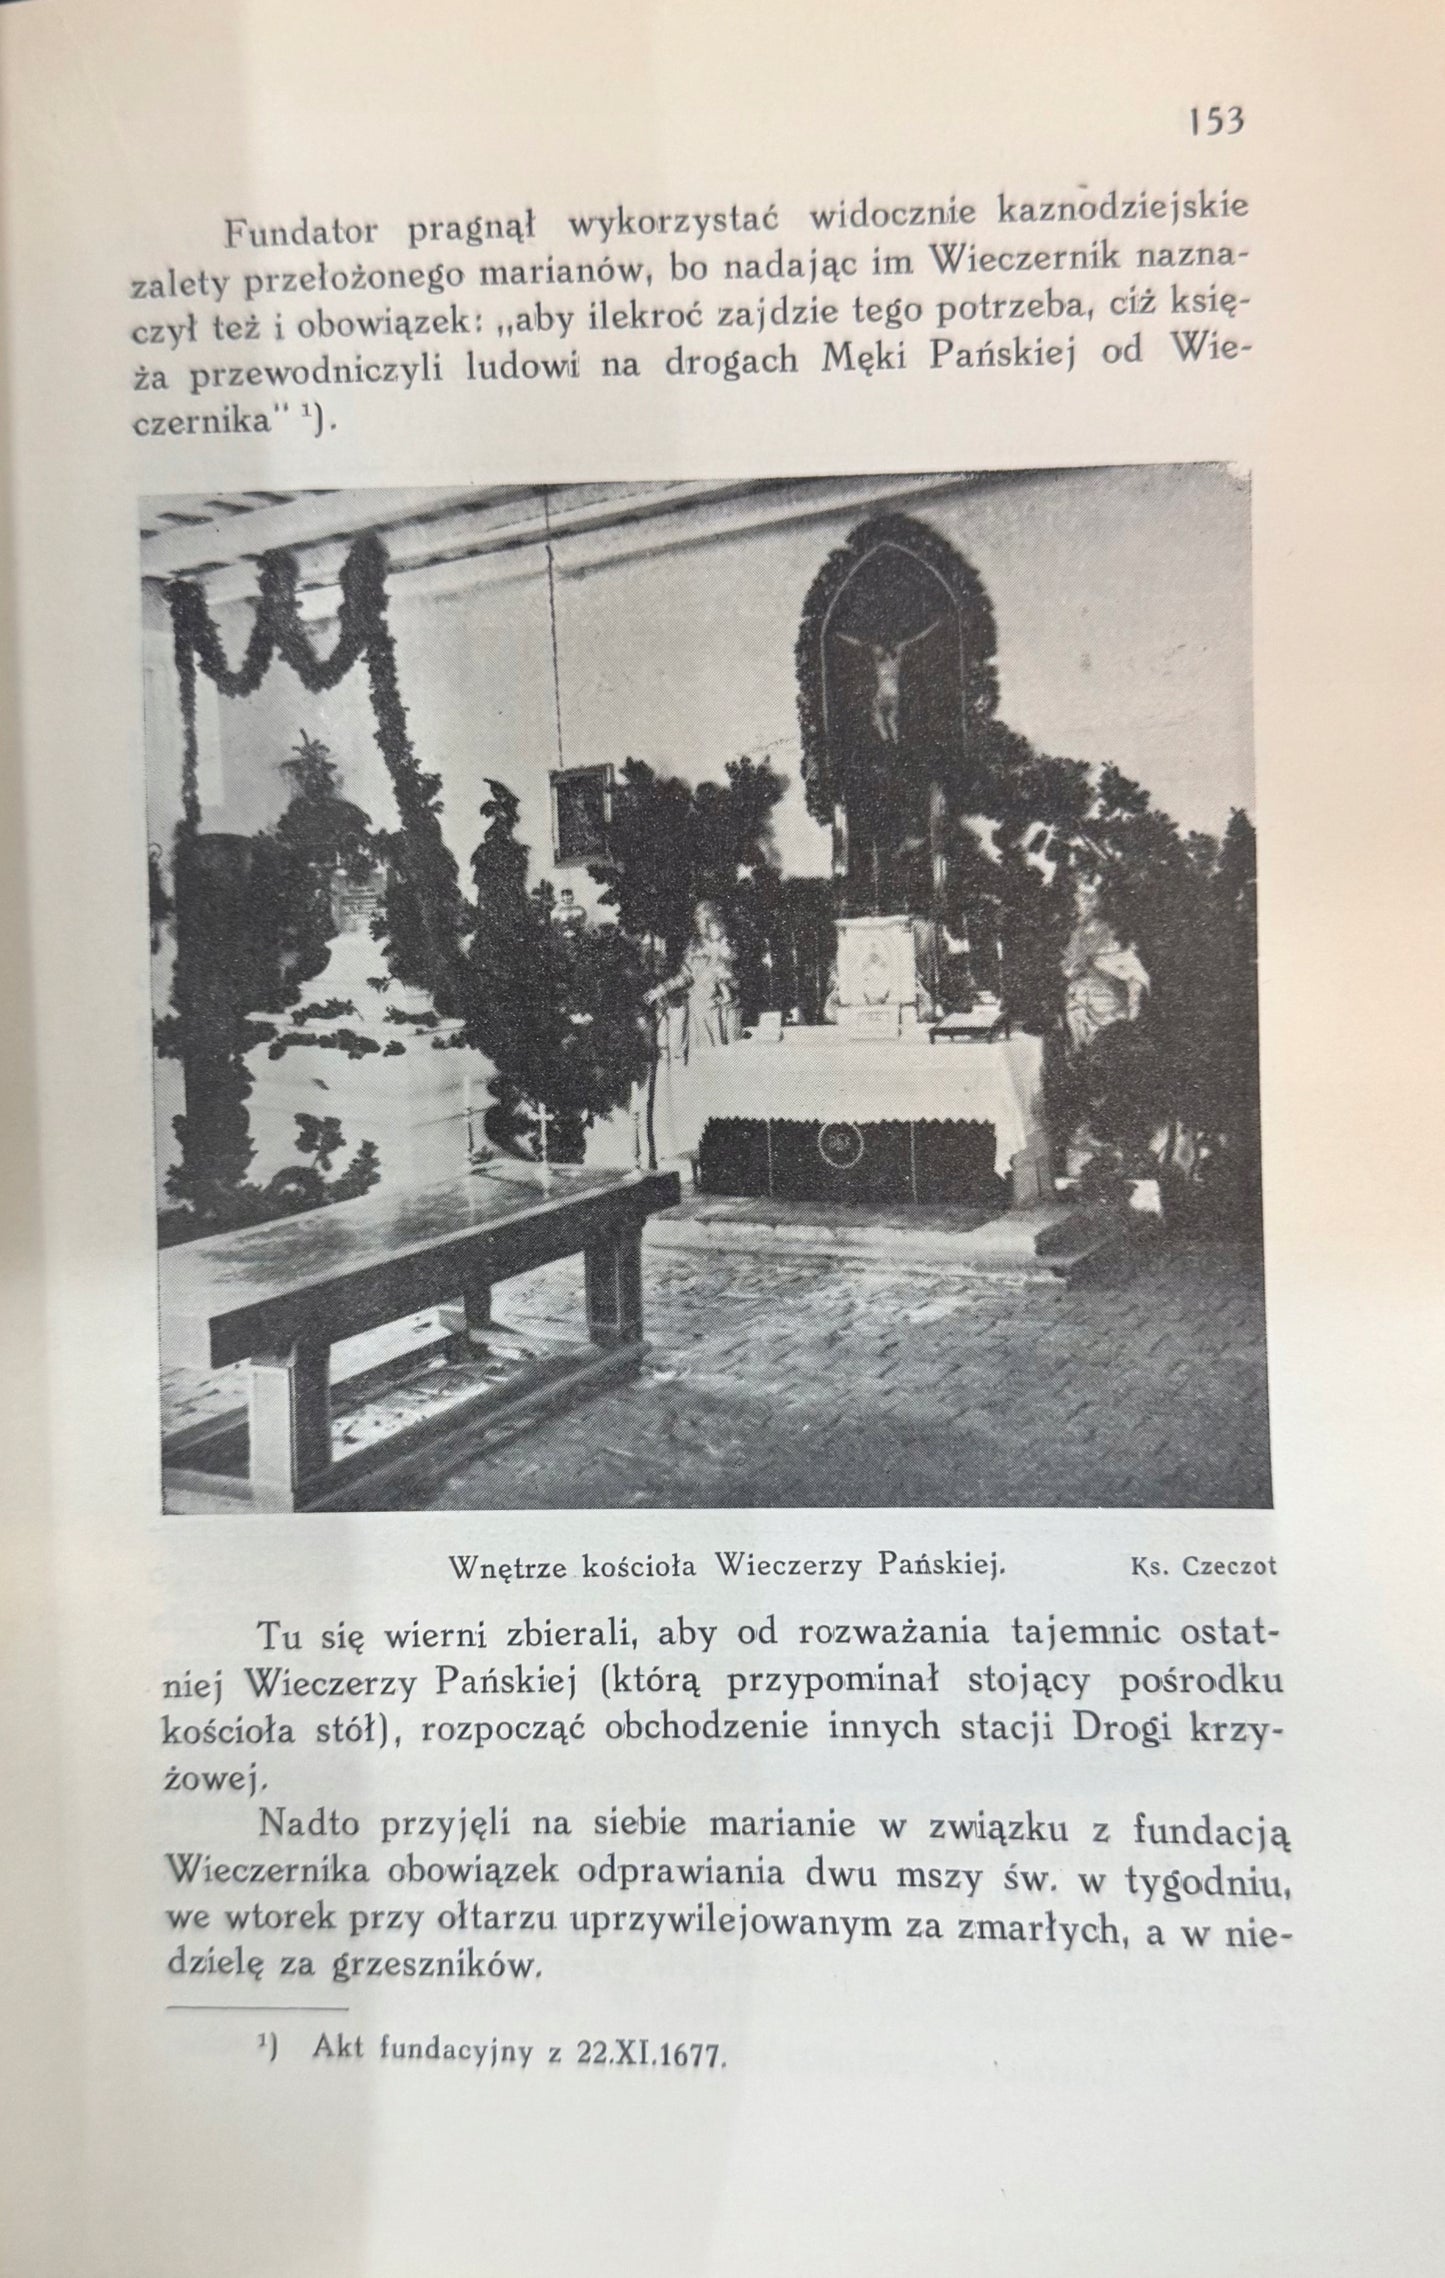 153
Fundator pragnął wykorzystać widocznie kaznodziejskie
zalety przełożonego marianów, bo nadając im Wieczernik nazna-
czył też i obowiązek: „aby ilekroć zajdzie tego potrzeba, ciż księ-
ża przewodniczyli ludowi na drogach Męki Pańskiej od Wie-
czernika" ¹).
Wnętrze kościoła Wieczerzy Pańskiej. Ks. Czeczot
Tu się wierni zbierali, aby od rozważania tajemnic ostat-
niej Wieczerzy Pańskiej (którą przypominał stojący pośrodku
kościoła stół), rozpocząć obchodzenie innych stacji Drogi krzy-
żowej.
Nadto przyjęli na siebie marianie w związku z fundacją
Wieczernika obowiązek odprawiania dwu mszy św. w tygodniu,
we wtorek przy ołtarzu uprzywilejowanym za zmarłych, a w nie-
dzielę za grzeszników.
¹) Akt fundacyjny z 22.XI.1677.